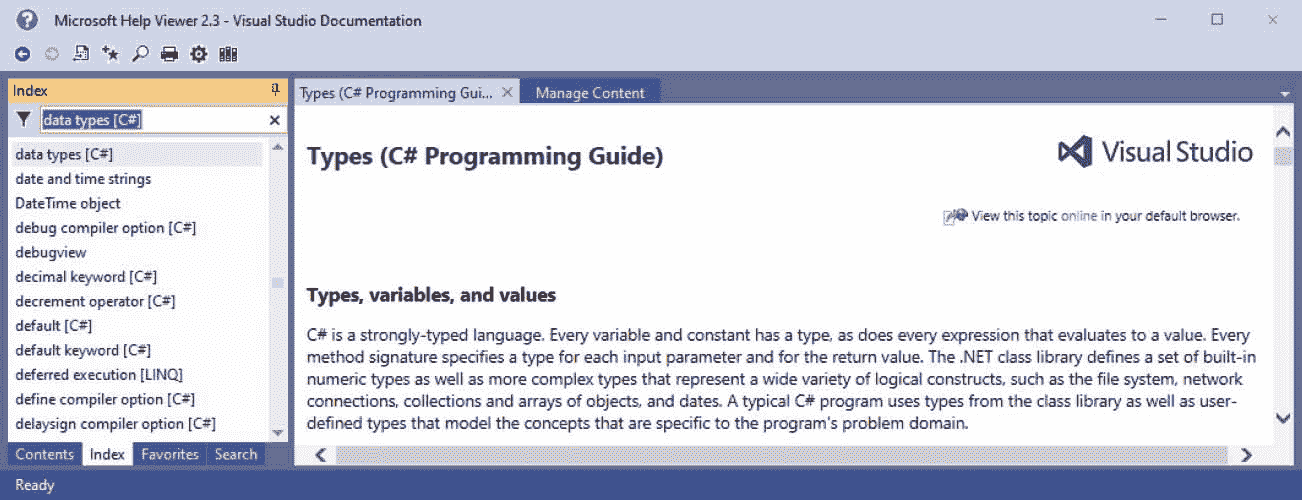 Microsoft Help Viewer 2.3 - Visual Studio Documentation
Index
data types [C#]
data types [C#]
date and time strings
DateTime object
debug compiler option [C#]
debugview
decimal keyword [C#]
decrement operator [C#]
default [C#]
default keyword [C#]
deferred execution [LINQ]
define compiler option [C#]
delaysign compiler option [C#]
Contents Index Favorites Search
Types (C# Programming Gui... Manage Content
Types (C# Programming Guide)
Visual Studio
View this topic online in your default browser.
Types, variables, and values
C# is a strongly-typed language. Every variable and constant has a type, as does every expression that evaluates to a value. Every
method signature specifies a type for each input parameter and for the return value. The .NET class library defines a set of built-in
numeric types as well as more complex types that represent a wide variety of logical constructs, such as the file system, network
connections, collections and arrays of objects, and dates. A typical C# program uses types from the class library as well as user-
defined types that model the concepts that are specific to the program's problem domain.
Ready